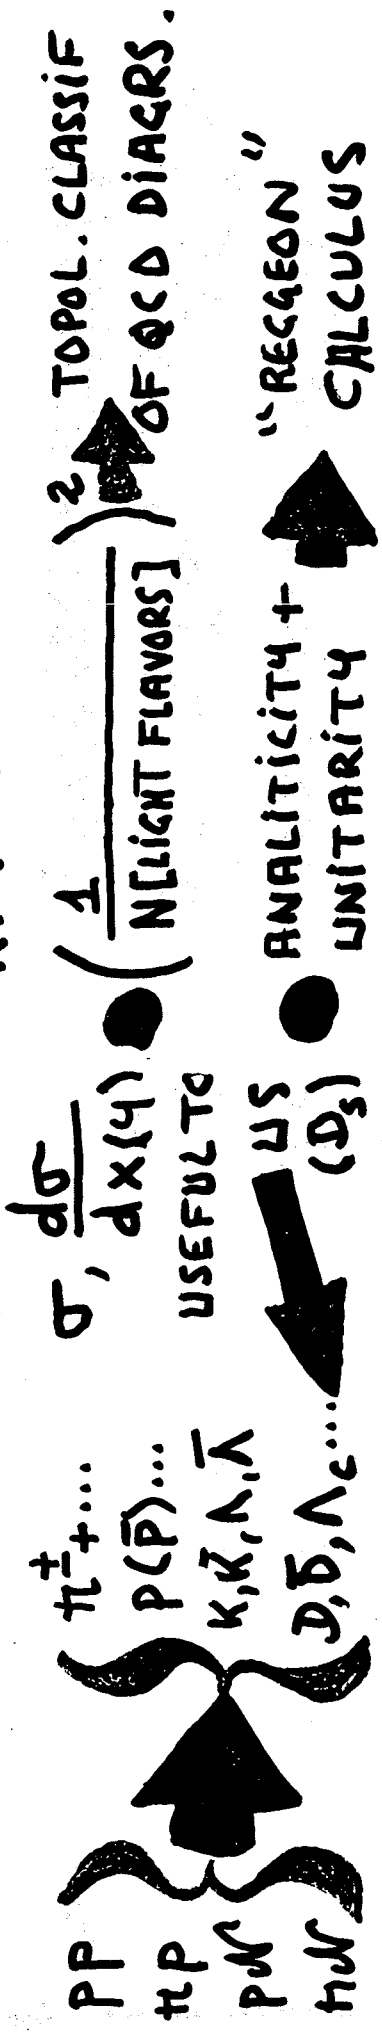 PP
πP
pN
πN
π± + ....
P(P̄)...
K,K̄,Λ,Λ̄
D,D̄,Λc....
σ, dσ
dx(y)
USEFUL TO
US
(Ds)
( 1 )²
N[LiGHT FLAVORS]
TOPOL. CLASSiF
OF QCD DiAGRS.
ANALiTiCiTY +
UNiTARiTY
"REGGEON"
CALCULUS